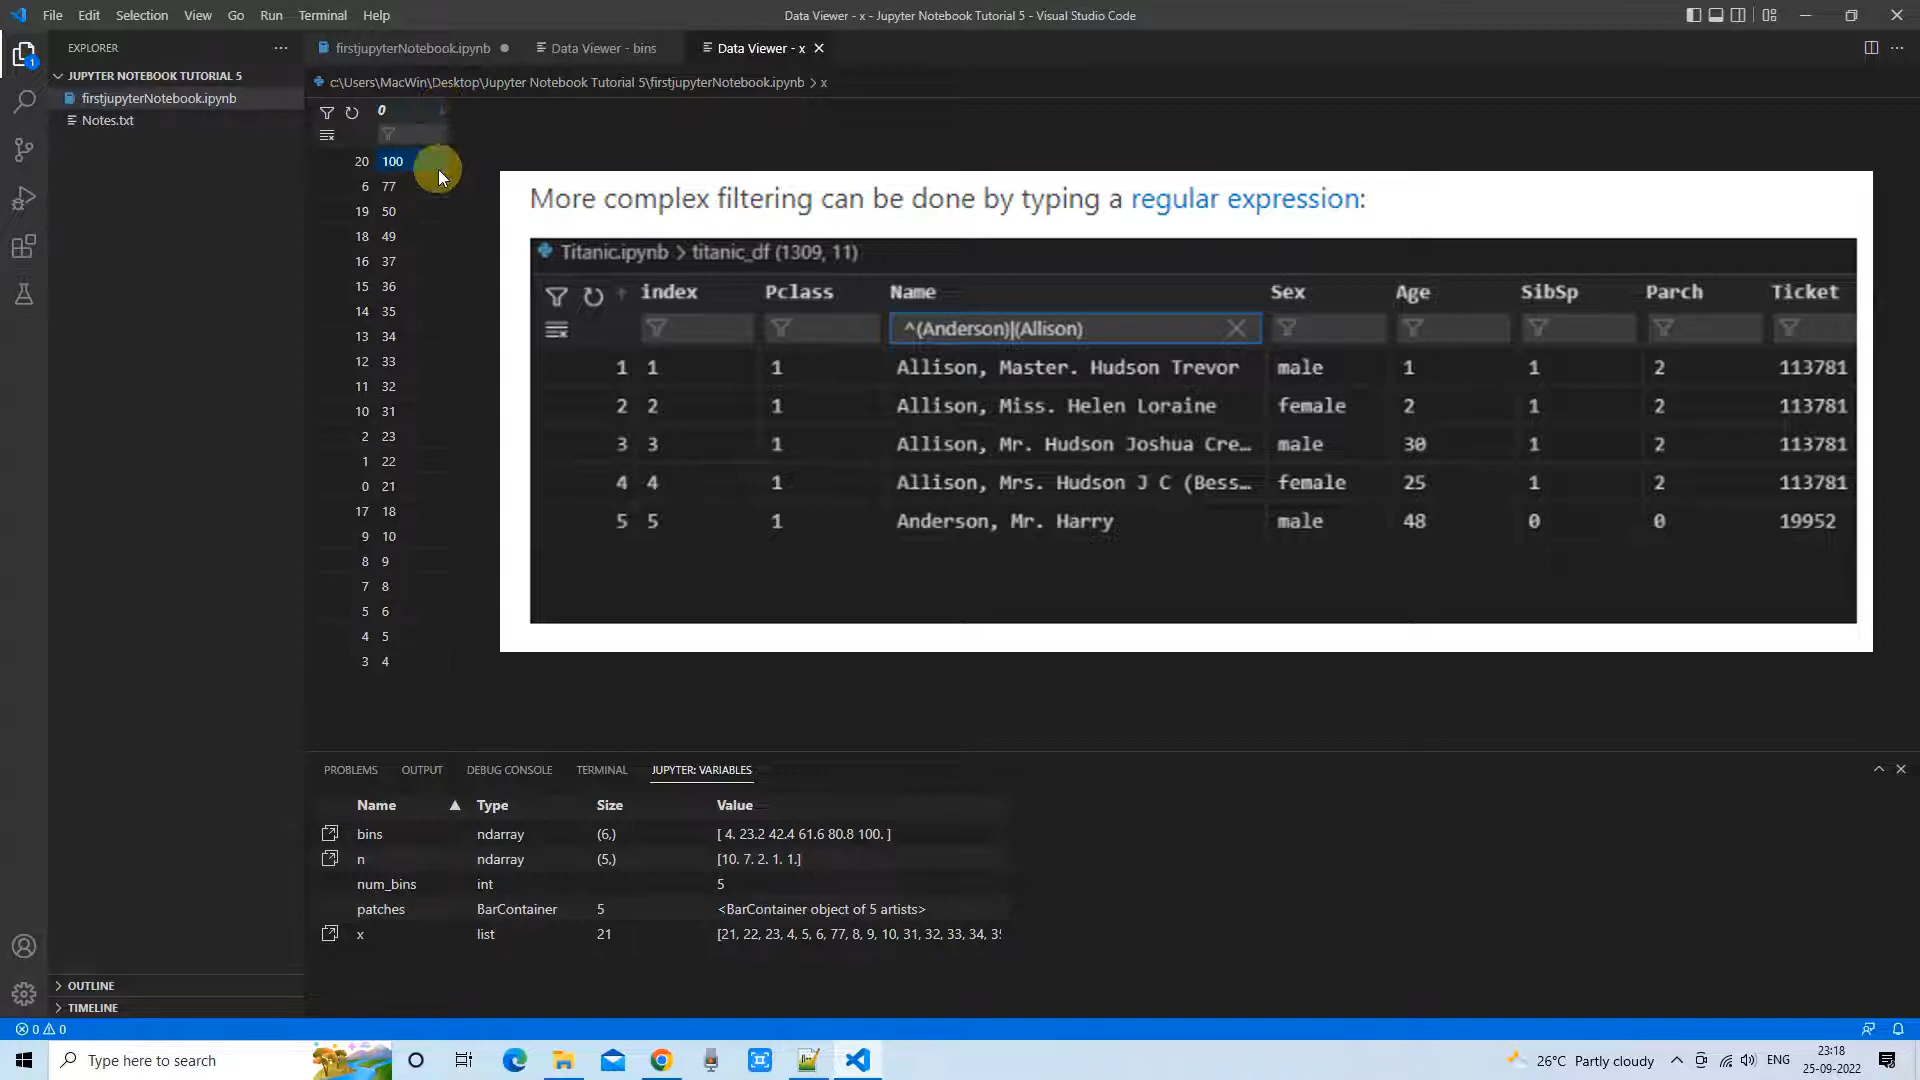 File Edit Selection View Go Run Terminal Help
Data Viewer - x - Jupyter Notebook Tutorial 5 - Visual Studio Code
EXPLORER
JUPYTER NOTEBOOK TUTORIAL 5
firstjupyterNotebook.ipynb
Notes.txt
OUTLINE
TIMELINE
1
firstjupyterNotebook.ipynb
Data Viewer - bins
Data Viewer - x
c:\Users\MacWin\Desktop\Jupyter Notebook Tutorial 5\firstjupyterNotebook.ipynb > x
0
20 100
6 77
19 50
18 49
16 37
15 36
14 35
13 34
12 33
11 32
10 31
2 23
1 22
0 21
17 18
9 10
8 9
7 8
5 6
4 5
3 4
More complex filtering can be done by typing a regular expression:
Titanic.ipynb > titanic_df (1309, 11)
index Pclass Name Sex Age SibSp Parch Ticket
^(Anderson)|(Allison)
1 1 1 Allison, Master. Hudson Trevor male 1 1 2 113781
2 2 1 Allison, Miss. Helen Loraine female 2 1 2 113781
3 3 1 Allison, Mr. Hudson Joshua Cre... male 30 1 2 113781
4 4 1 Allison, Mrs. Hudson J C (Bess... female 25 1 2 113781
5 5 1 Anderson, Mr. Harry male 48 0 0 19952
PROBLEMS OUTPUT DEBUG CONSOLE TERMINAL JUPYTER: VARIABLES
Name Type Size Value
bins ndarray (6,) [ 4. 23.2 42.4 61.6 80.8 100. ]
n ndarray (5,) [10. 7. 2. 1. 1.]
num_bins int 5
patches BarContainer 5 <BarContainer object of 5 artists>
x list 21 [21, 22, 23, 4, 5, 6, 77, 8, 9, 10, 31, 32, 33, 34, 35
0 0
Type here to search
26°C Partly cloudy
ENG
23:18
25-09-2022